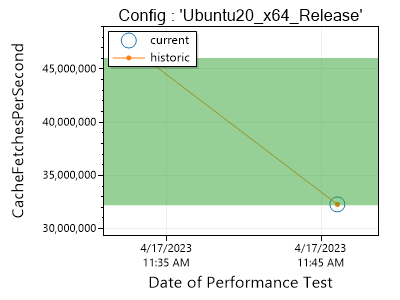 Config : 'Ubuntu20_x64_Release'
current
historic
45,000,000
40,000,000
35,000,000
30,000,000
CacheFetchesPerSecond
4/17/2023
11:35 AM
4/17/2023
11:45 AM
Date of Performance Test